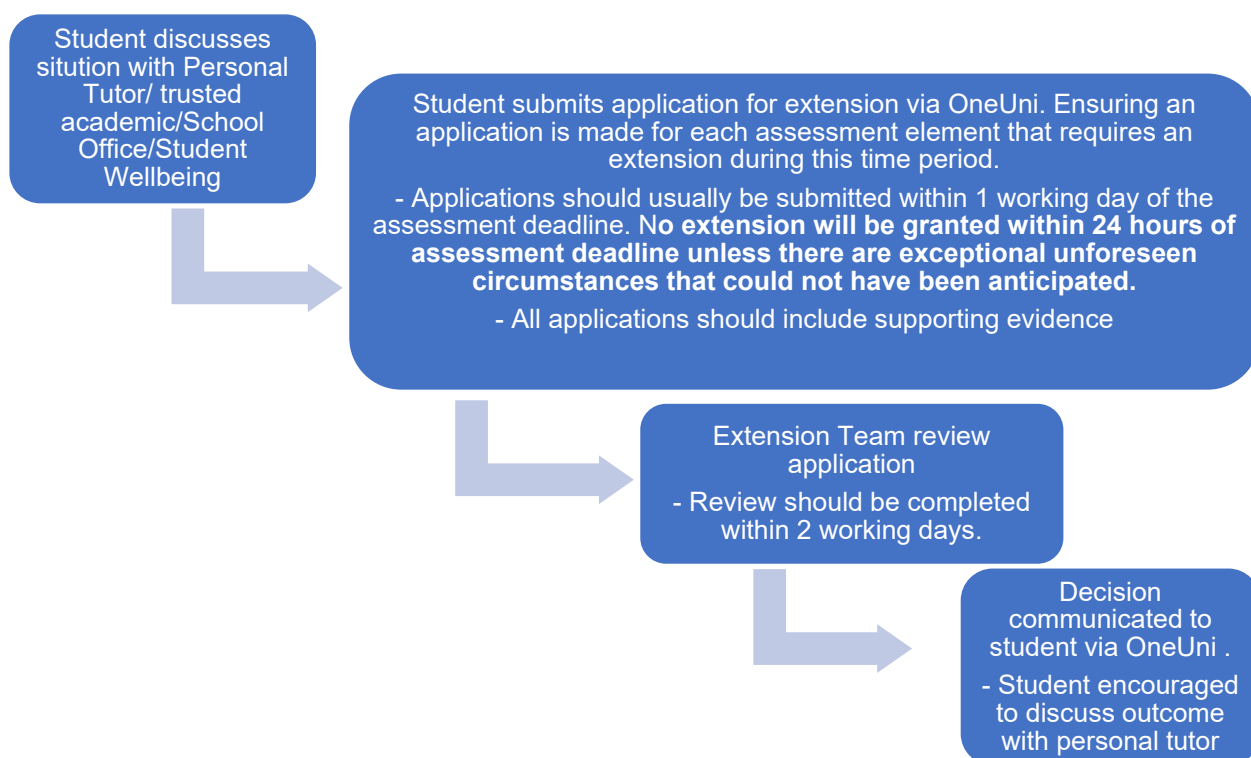 Student discusses
sitution with Personal
Tutor/ trusted
academic/School
Office/Student
Wellbeing
Student submits application for extension via OneUni. Ensuring an
application is made for each assessment element that requires an
extension during this time period.
- Applications should usually be submitted within 1 working day of the
assessment deadline. No extension will be granted within 24 hours of
assessment deadline unless there are exceptional unforeseen
circumstances that could not have been anticipated.
- All applications should include supporting evidence
Extension Team review
application
- Review should be completed
within 2 working days.
Decision
communicated to
student via OneUni .
- Student encouraged
to discuss outcome
with personal tutor